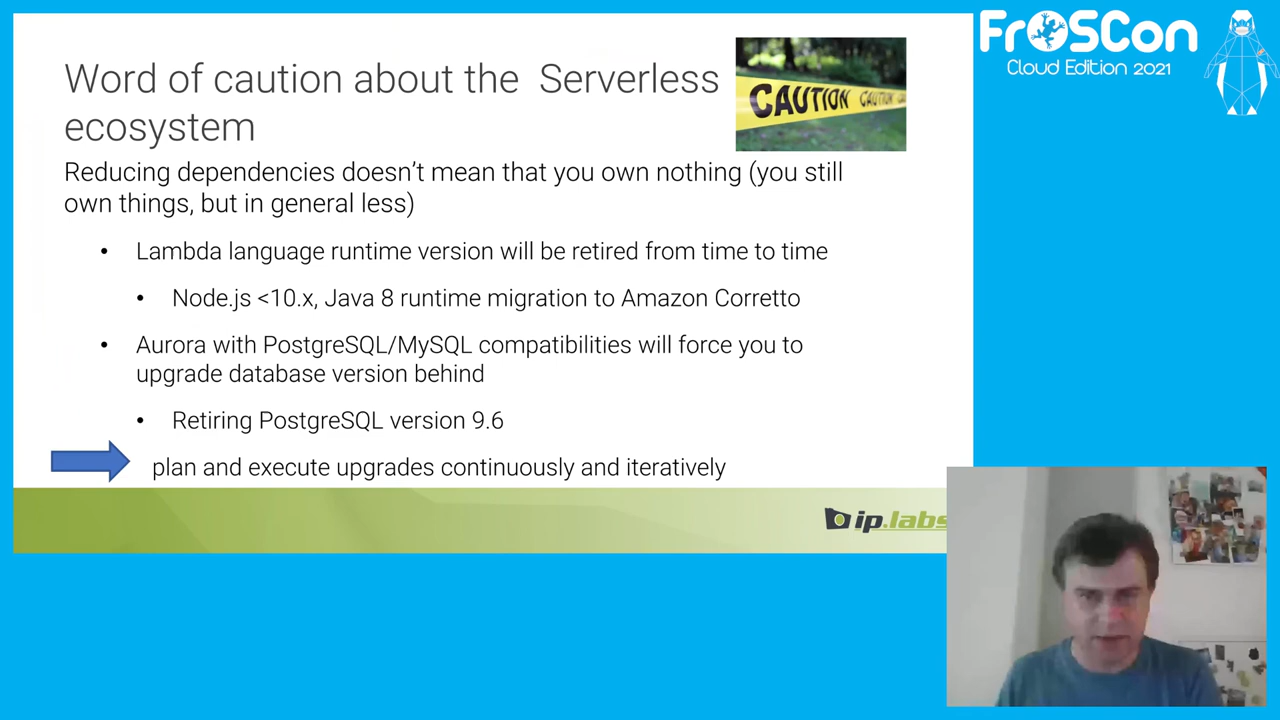 FrOSCon
Cloud Edition 2021
Word of caution about the Serverless
ecosystem
CAUTION CAUTION
Reducing dependencies doesn’t mean that you own nothing (you still
own things, but in general less)
• Lambda language runtime version will be retired from time to time
• Node.js <10.x, Java 8 runtime migration to Amazon Corretto
• Aurora with PostgreSQL/MySQL compatibilities will force you to
upgrade database version behind
• Retiring PostgreSQL version 9.6
plan and execute upgrades continuously and iteratively
ip.labs